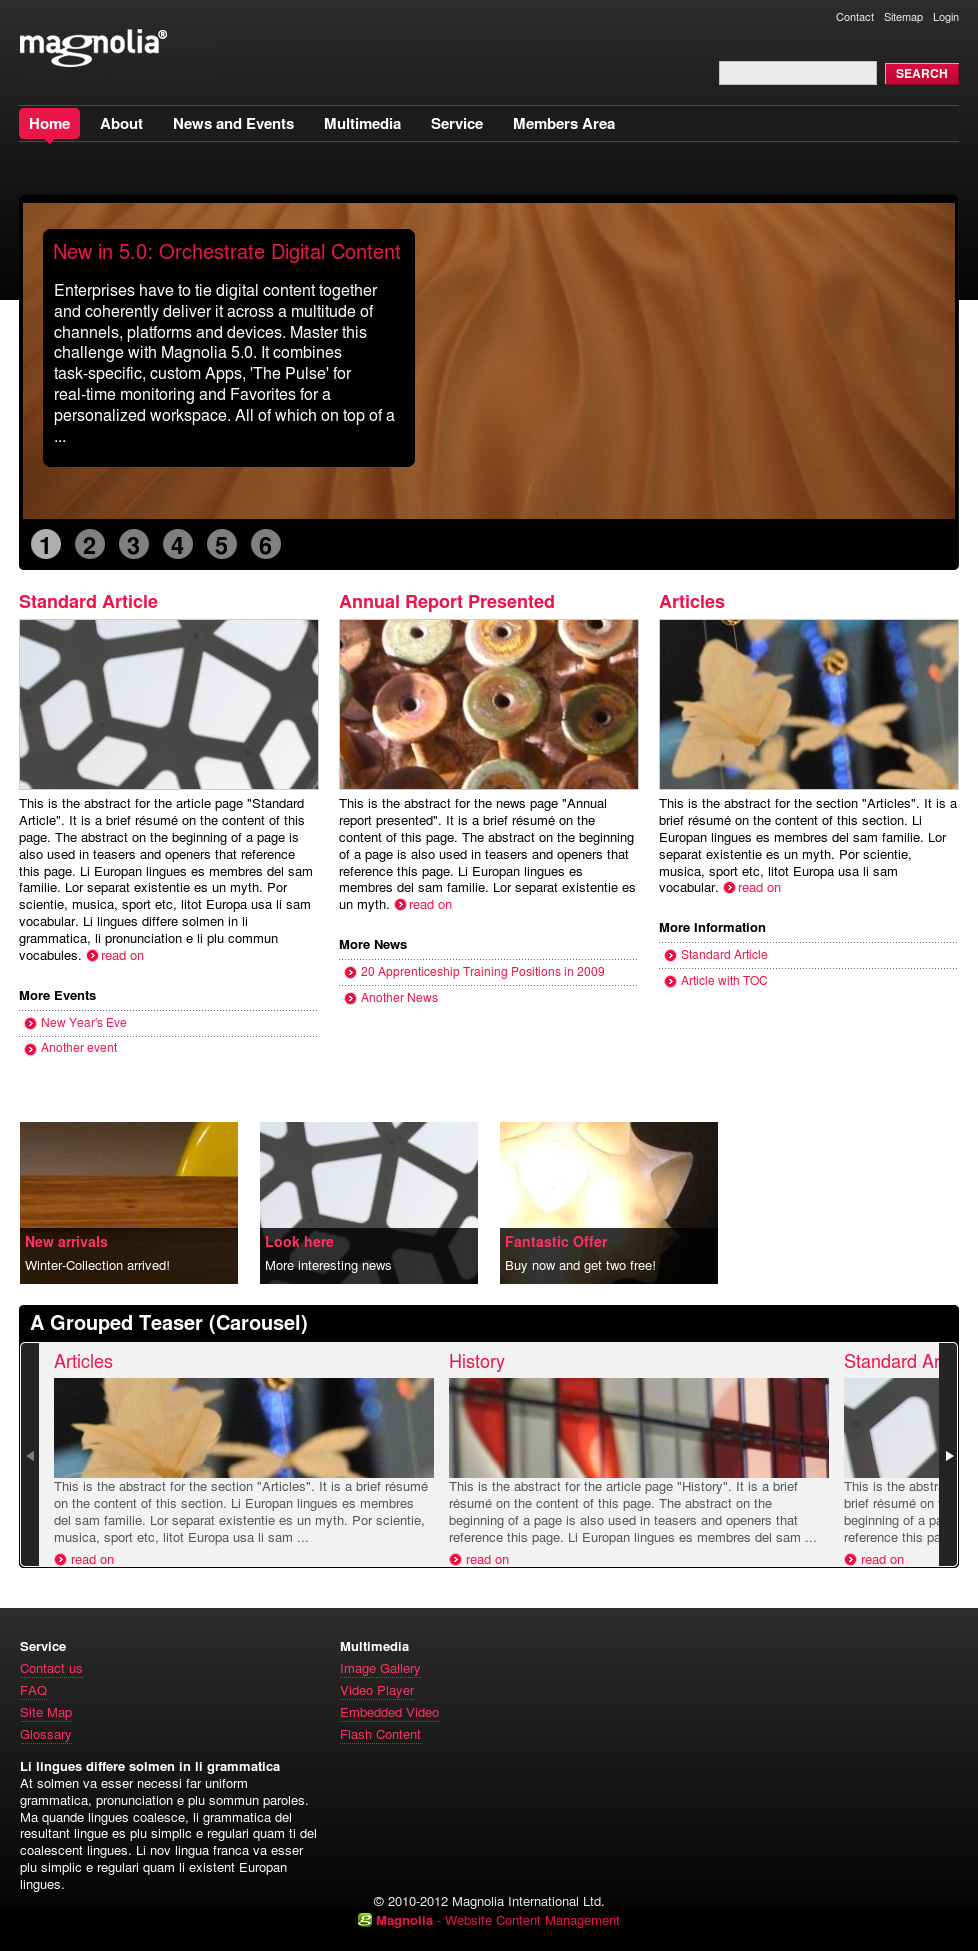 Contact Sitemap Login
magnolia®
SEARCH
Home About News and Events Multimedia Service Members Area
New in 5.0: Orchestrate Digital Content
Enterprises have to tie digital content together
and coherently deliver it across a multitude of
channels, platforms and devices. Master this
challenge with Magnolia 5.0. It combines
task-specific, custom Apps, 'The Pulse' for
real-time monitoring and Favorites for a
personalized workspace. All of which on top of a
...
1 2 3 4 5 6
Standard Article
This is the abstract for the article page "Standard
Article". It is a brief résumé on the content of this
page. The abstract on the beginning of a page is
also used in teasers and openers that reference
this page. Li Europan lingues es membres del sam
familie. Lor separat existentie es un myth. Por
scientie, musica, sport etc, litot Europa usa li sam
vocabular. Li lingues differe solmen in li
grammatica, li pronunciation e li plu commun
vocabules. read on
More Events
New Year's Eve
Another event
Annual Report Presented
This is the abstract for the news page "Annual
report presented". It is a brief résumé on the
content of this page. The abstract on the beginning
of a page is also used in teasers and openers that
reference this page. Li Europan lingues es
membres del sam familie. Lor separat existentie es
un myth. read on
More News
20 Apprenticeship Training Positions in 2009
Another News
Articles
This is the abstract for the section "Articles". It is a
brief résumé on the content of this section. Li
Europan lingues es membres del sam familie. Lor
separat existentie es un myth. Por scientie,
musica, sport etc, litot Europa usa li sam
vocabular. read on
More Information
Standard Article
Article with TOC
New arrivals
Winter-Collection arrived!
Look here
More interesting news
Fantastic Offer
Buy now and get two free!
A Grouped Teaser (Carousel)
Articles
This is the abstract for the section "Articles". It is a brief résumé
on the content of this section. Li Europan lingues es membres
del sam familie. Lor separat existentie es un myth. Por scientie,
musica, sport etc, litot Europa usa li sam ...
read on
History
This is the abstract for the article page "History". It is a brief
résumé on the content of this page. The abstract on the
beginning of a page is also used in teasers and openers that
reference this page. Li Europan lingues es membres del sam ...
read on
Standard Ar
This is the abstr
brief résumé on
beginning of a pa
reference this pa
read on
Service
Contact us
FAQ
Site Map
Glossary
Multimedia
Image Gallery
Video Player
Embedded Video
Flash Content
Li lingues differe solmen in li grammatica
At solmen va esser necessi far uniform
grammatica, pronunciation e plu sommun paroles.
Ma quande lingues coalesce, li grammatica del
resultant lingue es plu simplic e regulari quam ti del
coalescent lingues. Li nov lingua franca va esser
plu simplic e regulari quam li existent Europan
lingues.
© 2010-2012 Magnolia International Ltd.
Magnolia - Website Content Management